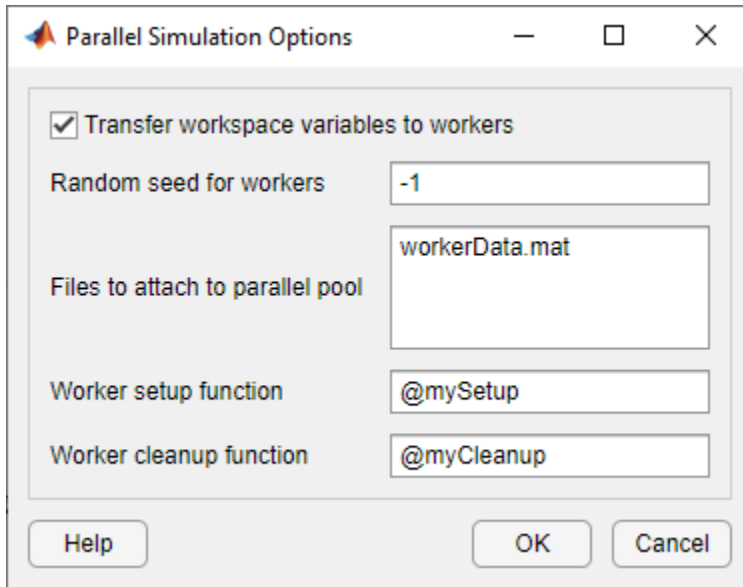 Parallel Simulation Options
Transfer workspace variables to workers
Random seed for workers -1
workerData.mat
Files to attach to parallel pool
Worker setup function @mySetup
Worker cleanup function @myCleanup
Help OK Cancel